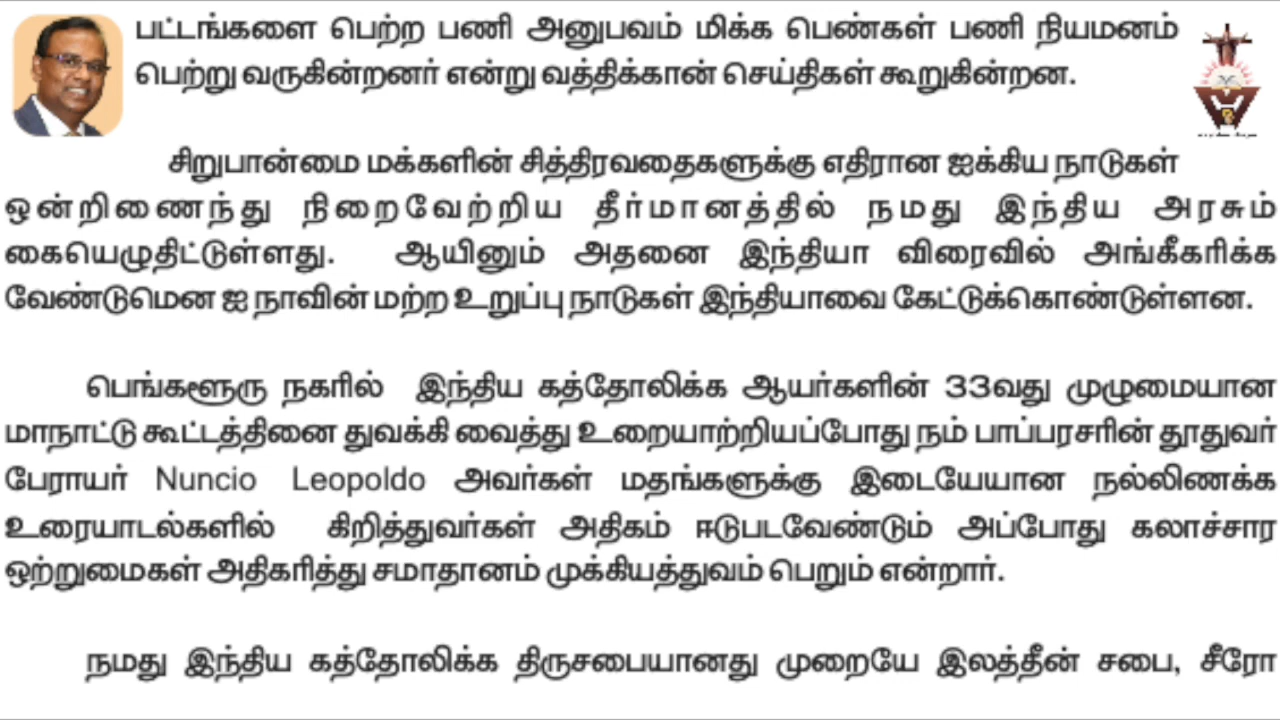 பட்டங்களை பெற்ற பணி அனுபவம் மிக்க பெண்கள் பணி நியமனம்
பெற்று வருகின்றனர் என்று வத்திக்கான் செய்திகள் கூறுகின்றன.
சிறுபான்மை மக்களின் சித்திரவதைகளுக்கு எதிரான ஐக்கிய நாடுகள்
ஒன்றிணைந்து நிறைவேற்றிய தீர்மானத்தில் நமது இந்திய அரசும்
கையெழுதிட்டுள்ளது. ஆயினும் அதனை இந்தியா விரைவில் அங்கீகரிக்க
வேண்டுமென ஐ நாவின் மற்ற உறுப்பு நாடுகள் இந்தியாவை கேட்டுக்கொண்டுள்ளன.
பெங்களூரு நகரில் இந்திய கத்தோலிக்க ஆயர்களின் 33வது முழுமையான
மாநாட்டு கூட்டத்தினை துவக்கி வைத்து உறையாற்றியப்போது நம் பாப்பரசரின் தூதுவர்
பேராயர் Nuncio Leopoldo அவர்கள் மதங்களுக்கு இடையேயான நல்லிணக்க
உரையாடல்களில் கிறித்துவர்கள் அதிகம் ஈடுபடவேண்டும் அப்போது கலாச்சார
ஒற்றுமைகள் அதிகரித்து சமாதானம் முக்கியத்துவம் பெறும் என்றார்.
நமது இந்திய கத்தோலிக்க திருசபையானது முறையே இலத்தீன் சபை, சீரோ